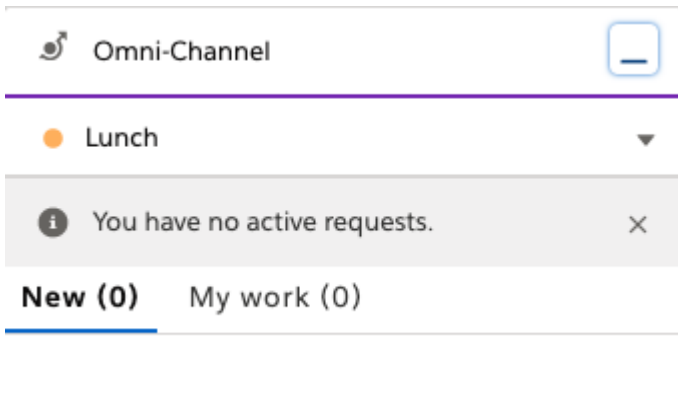 Omni-Channel
Lunch
You have no active requests.
New (0) My work (0)